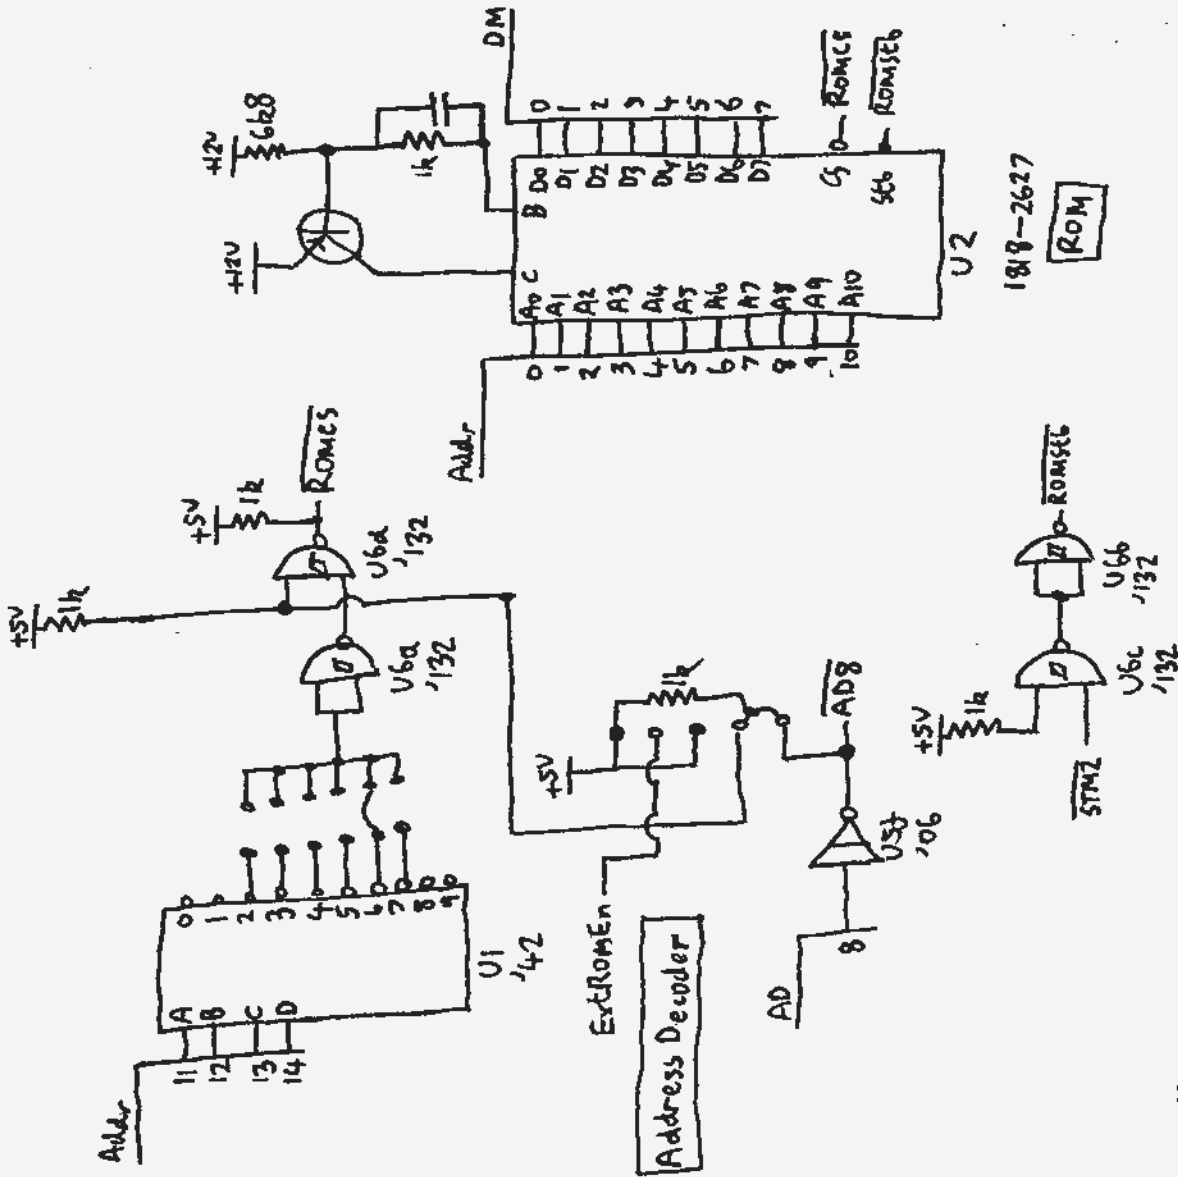 Addr
11
12
13
14
A
B
C
D
0
1
2
3
4
5
6
7
8
9
U1
'42
U6a
'132
+5V
1k
+5V
1k
ROMCS
U6d
'132
ExtROMEn
+5V
1k
Address Decoder
AD
8
U5f
'06
AD8
+5V
1k
STM2
U6c
'132
U6b
'132
ROMStb
+12V
+12V
6k8
1k
Addr
0
1
2
3
4
5
6
7
8
9
10
A0
A1
A2
A3
A4
A5
A6
A7
A8
A9
A10
C
B
D0
D1
D2
D3
D4
D5
D6
D7
CS
Stb
DM
0
1
2
3
4
5
6
7
ROMCS
ROMStb
U2
1818-2627
ROM